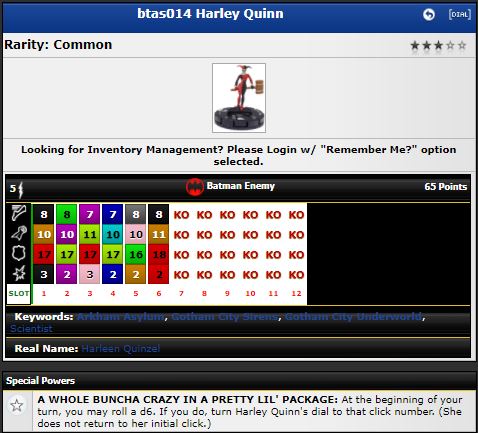 btas014 Harley Quinn
[DIAL]
Rarity: Common
Looking for Inventory Management? Please Login w/ "Remember Me?" option
selected.
5 Batman Enemy 65 Points
8 8 7 7 8 8 KO KO KO KO KO KO
10 10 11 10 10 11 KO KO KO KO KO KO
17 17 17 17 16 18 KO KO KO KO KO KO
3 2 3 2 2 2 KO KO KO KO KO KO
SLOT 1 2 3 4 5 6 7 8 9 10 11 12
Keywords: Arkham Asylum, Gotham City Sirens, Gotham City Underworld,
Scientist
Real Name: Harleen Quinzel
Special Powers
A WHOLE BUNCHA CRAZY IN A PRETTY LIL' PACKAGE: At the beginning of your
turn, you may roll a d6. If you do, turn Harley Quinn's dial to that click number. (She
does not return to her initial click.)